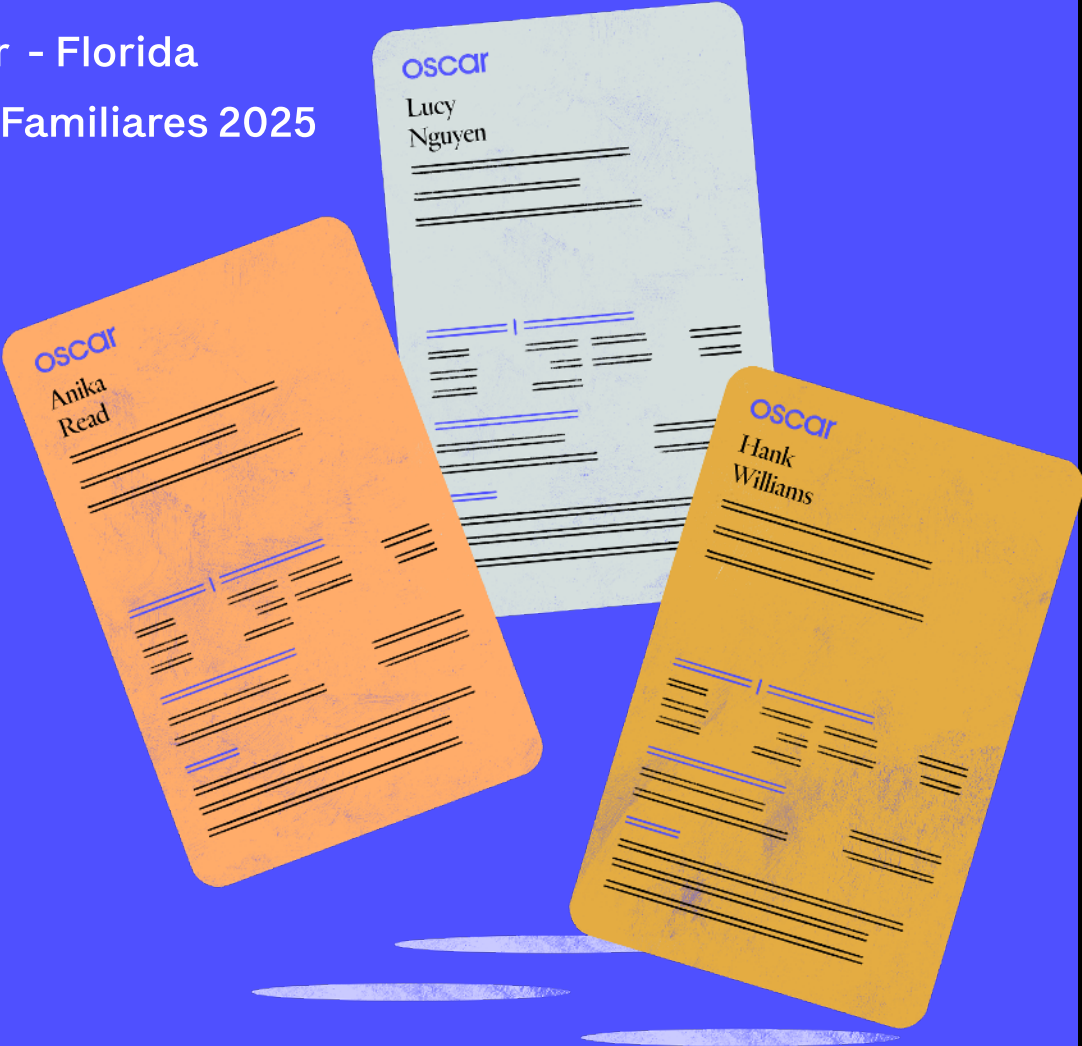 - Florida
Familiares 2025
oscar
Lucy
Nguyen
oscar
Anika
Read
oscar
Hank
Williams